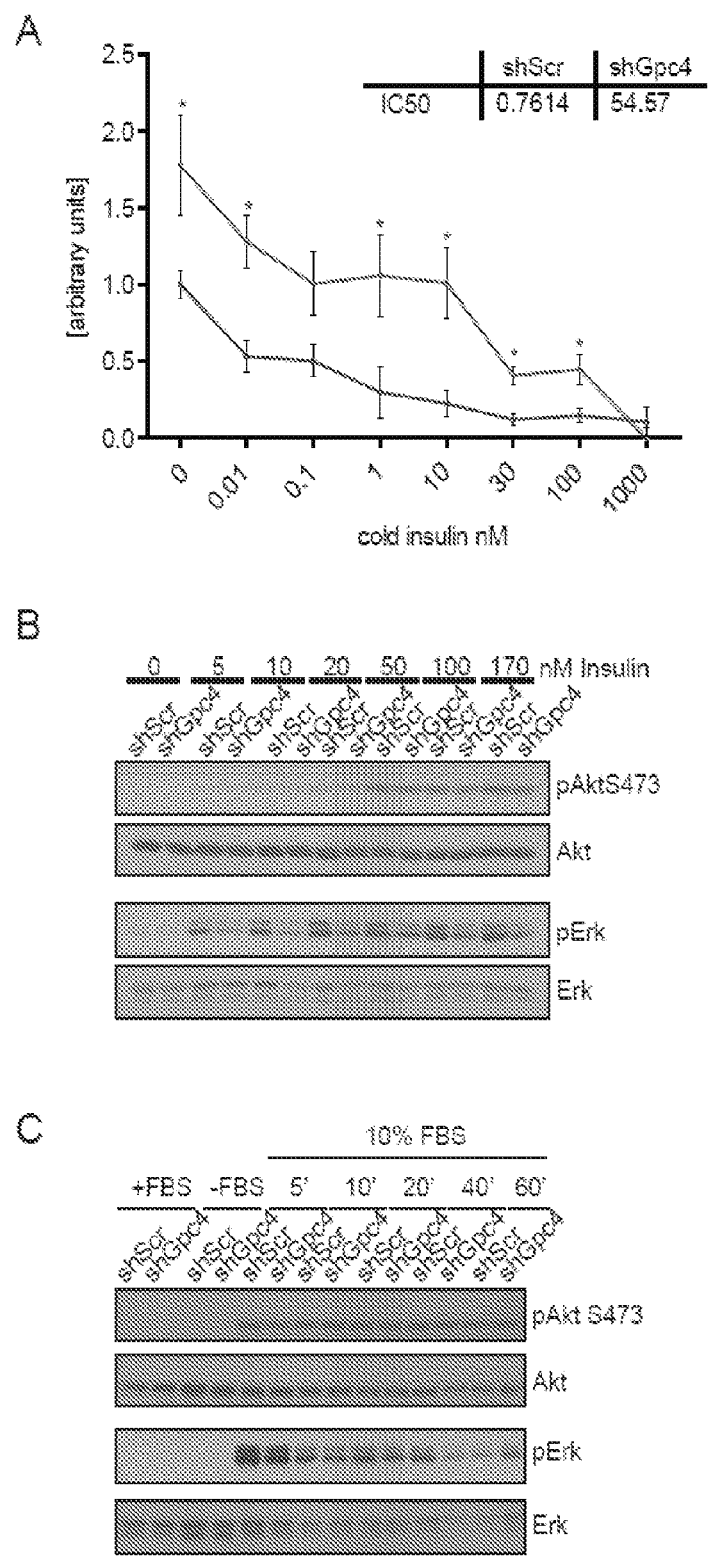 A
2.5
2.0
1.5
1.0
0.5
0.0
[arbitrary units]
shScr shGpc4
IC50 0.7614 54.57
* * * * * *
0 0.01 0.1 1 10 30 100 1000
cold insulin nM
B
0 5 10 20 50 100 170 nM Insulin
shScr shGpc4 shScr shGpc4 shScr shGpc4 shScr shGpc4 shScr shGpc4 shScr shGpc4 shScr shGpc4
pAktS473
Akt
pErk
Erk
C
10% FBS
+FBS -FBS 5' 10' 20' 40' 60'
shScr shGpc4 shScr shGpc4 shScr shGpc4 shScr shGpc4 shScr shGpc4 shScr shGpc4 shScr shGpc4
pAkt S473
Akt
pErk
Erk